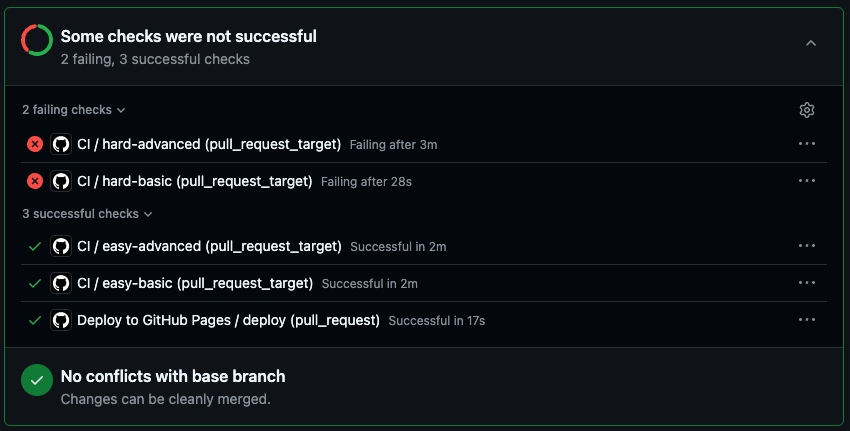 Some checks were not successful
2 failing, 3 successful checks
2 failing checks
CI / hard-advanced (pull_request_target) Failing after 3m
CI / hard-basic (pull_request_target) Failing after 28s
3 successful checks
CI / easy-advanced (pull_request_target) Successful in 2m
CI / easy-basic (pull_request_target) Successful in 2m
Deploy to GitHub Pages / deploy (pull_request) Successful in 17s
No conflicts with base branch
Changes can be cleanly merged.